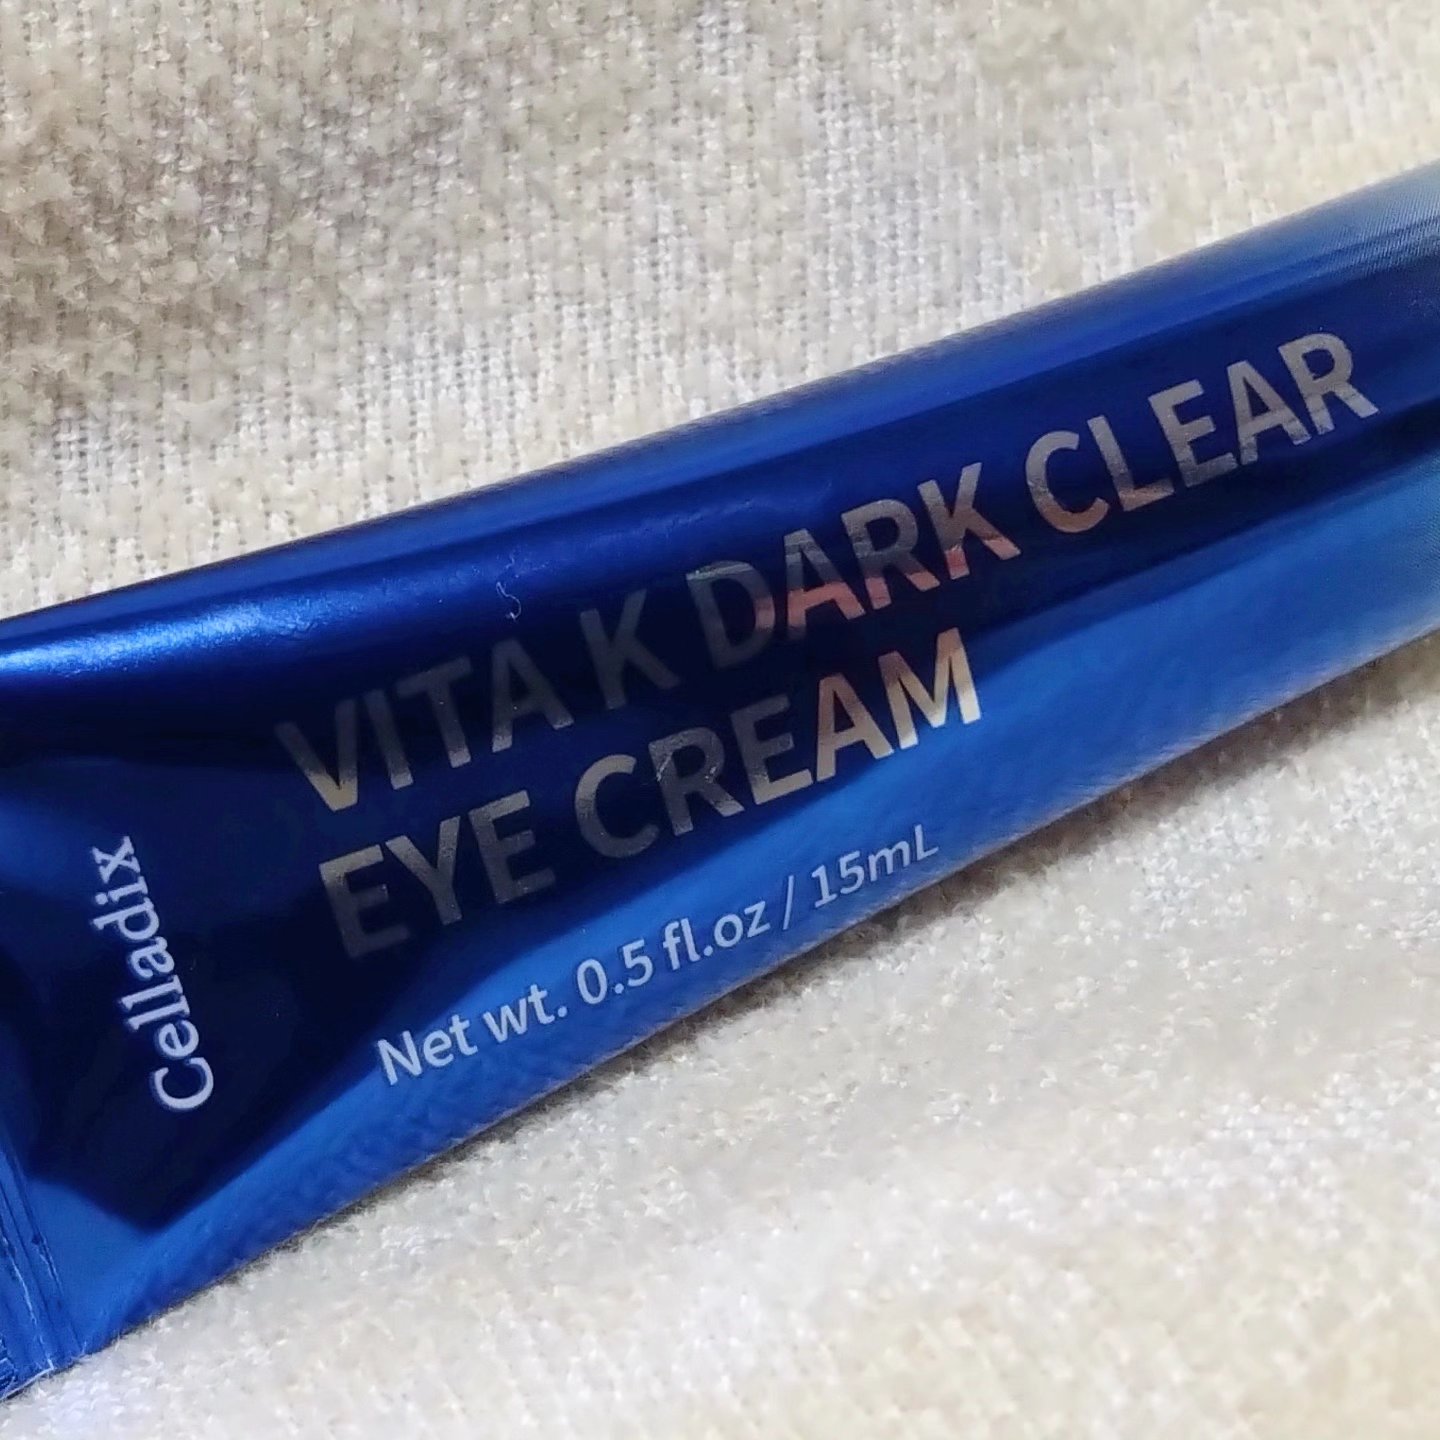 VITA K DARK CLEAR
EYE CREAM
Net wt. 0.5 fl.oz / 15mL
Celladix